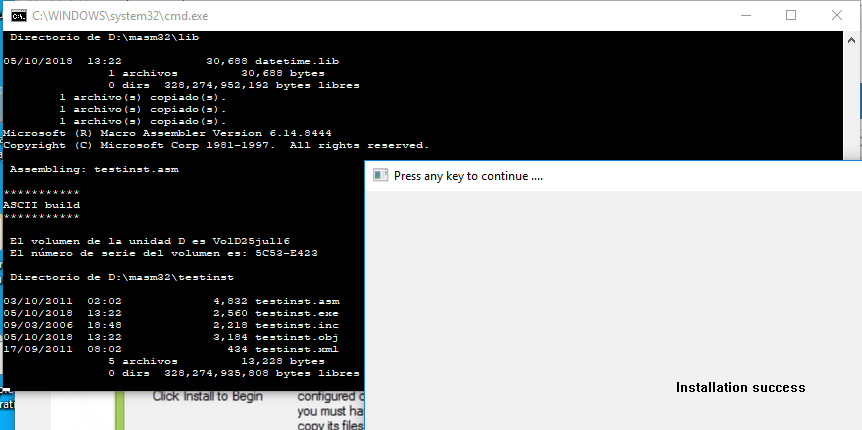 C:\WINDOWS\system32\cmd.exe
Directorio de D:\masm32\lib
05/10/2018 13:22 30,688 datetime.lib
1 archivos 30,688 bytes
0 dirs 328,274,952,192 bytes libres
1 archivo(s) copiado(s).
1 archivo(s) copiado(s).
1 archivo(s) copiado(s).
Microsoft (R) Macro Assembler Version 6.14.8444
Copyright (C) Microsoft Corp 1981-1997. All rights reserved.
Assembling: testinst.asm
***********
ASCII build
***********
El volumen de la unidad D es VolD25jul16
El número de serie del volumen es: 5C53-E423
Directorio de D:\masm32\testinst
03/10/2011 02:02 4,832 testinst.asm
05/10/2018 13:22 2,560 testinst.exe
09/03/2006 18:48 2,218 testinst.inc
05/10/2018 13:22 3,184 testinst.obj
17/09/2011 08:02 434 testinst.xml
5 archivos 13,228 bytes
0 dirs 328,274,935,808 bytes libres
Press any key to continue ....
Installation success
Click Install to Begin
configured
you must
copy its files